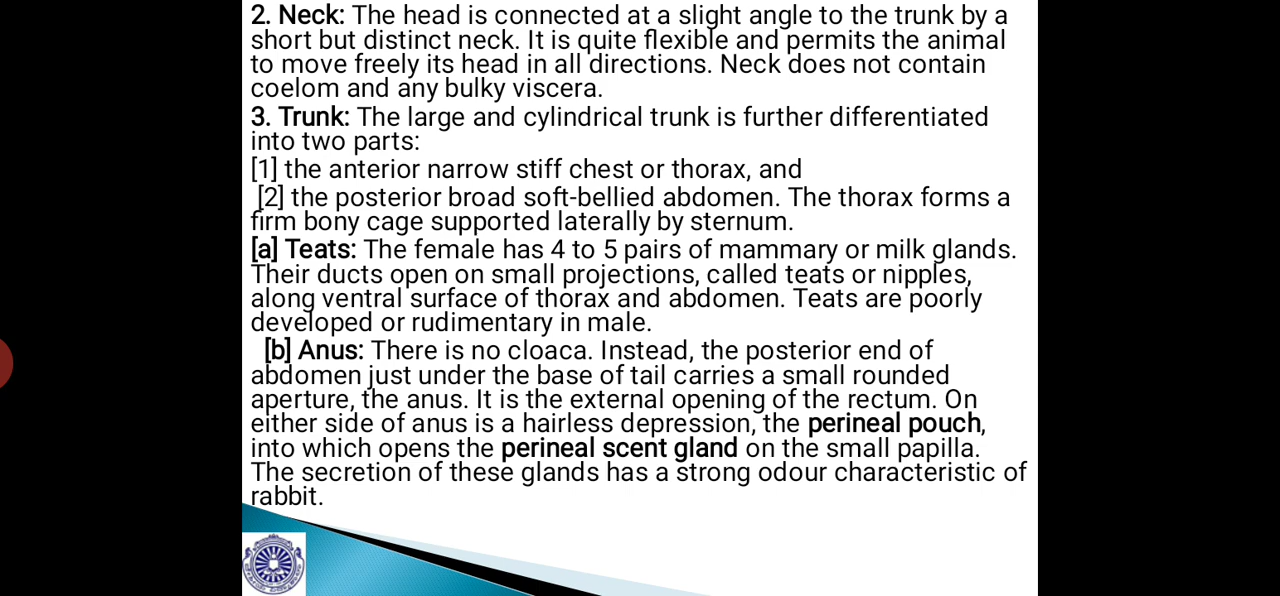 2. Neck: The head is connected at a slight angle to the trunk by a
short but distinct neck. It is quite flexible and permits the animal
to move freely its head in all directions. Neck does not contain
coelom and any bulky viscera.
3. Trunk: The large and cylindrical trunk is further differentiated
into two parts:
[1] the anterior narrow stiff chest or thorax, and
[2] the posterior broad soft-bellied abdomen. The thorax forms a
firm bony cage supported laterally by sternum.
[a] Teats: The female has 4 to 5 pairs of mammary or milk glands.
Their ducts open on small projections, called teats or nipples,
along ventral surface of thorax and abdomen. Teats are poorly
developed or rudimentary in male.
[b] Anus: There is no cloaca. Instead, the posterior end of
abdomen just under the base of tail carries a small rounded
aperture, the anus. It is the external opening of the rectum. On
either side of anus is a hairless depression, the perineal pouch,
into which opens the perineal scent gland on the small papilla.
The secretion of these glands has a strong odour characteristic of
rabbit.